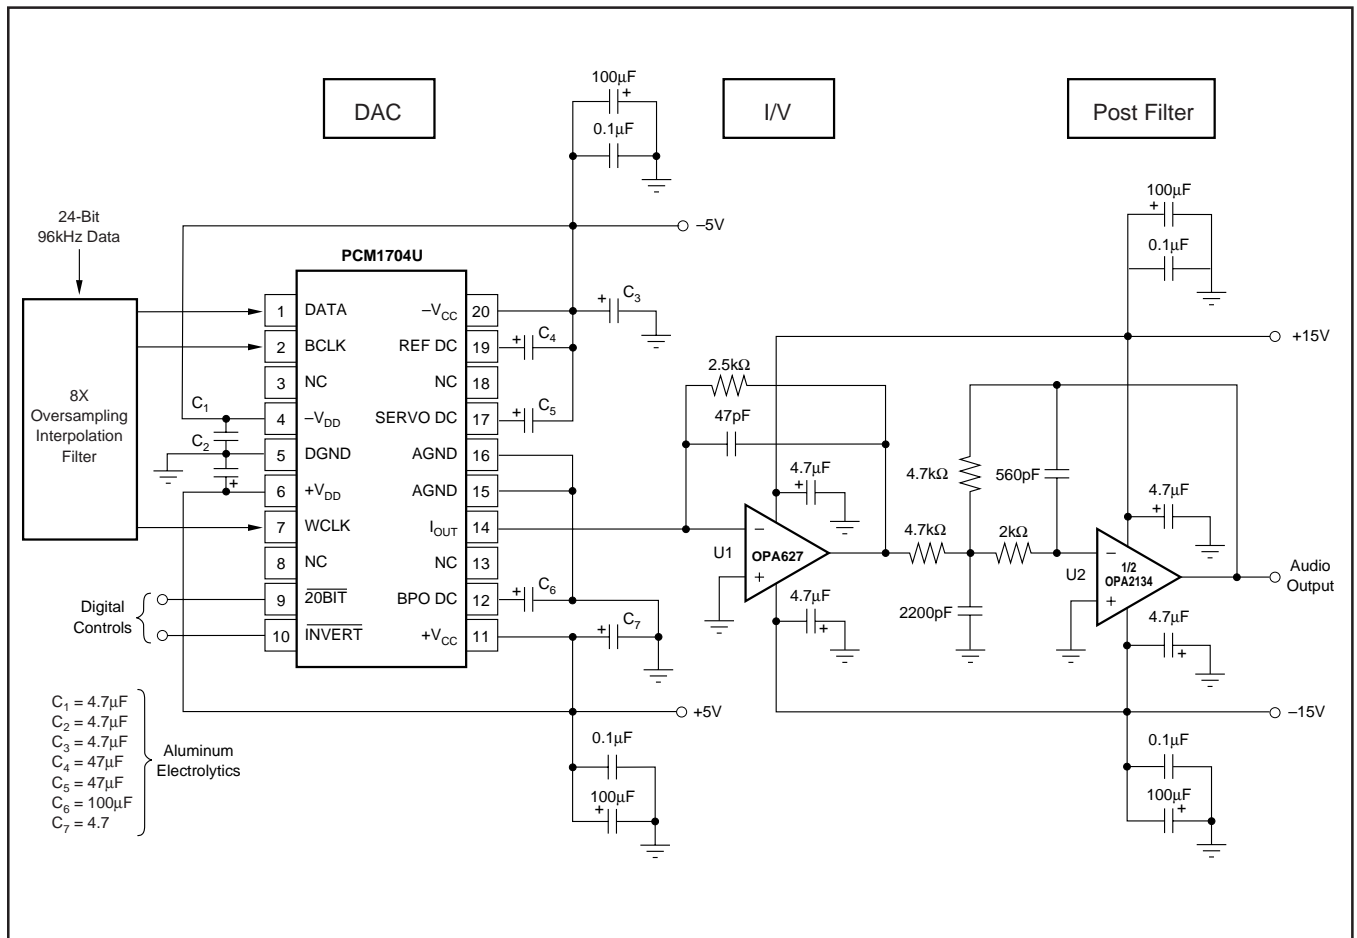 DAC
I/V
Post Filter
100µF
+
0.1µF
–5V
24-Bit
96kHz Data
8X
Oversampling
Interpolation
Filter
PCM1704U
1 DATA
2 BCLK
3 NC
4 –VDD
5 DGND
6 +VDD
7 WCLK
8 NC
9 20BIT
10 INVERT
–VCC 20
REF DC 19
NC 18
SERVO DC 17
AGND 16
AGND 15
IOUT 14
NC 13
BPO DC 12
+VCC 11
C1
C2
+
+ C3
+ C4
+ C5
+ C6
+ C7
Digital
Controls
C1 = 4.7µF
C2 = 4.7µF
C3 = 4.7µF
C4 = 47µF
C5 = 47µF
C6 = 100µF
C7 = 4.7
Aluminum
Electrolytics
+5V
0.1µF
100µF
+
2.5kΩ
47pF
4.7µF
+
U1
–
OPA627
+
4.7µF
+
4.7kΩ
4.7kΩ
2kΩ
560pF
2200pF
100µF
+
0.1µF
+15V
4.7µF
+
U2
–
1/2
OPA2134
+
4.7µF
+
Audio
Output
–15V
0.1µF
100µF
+